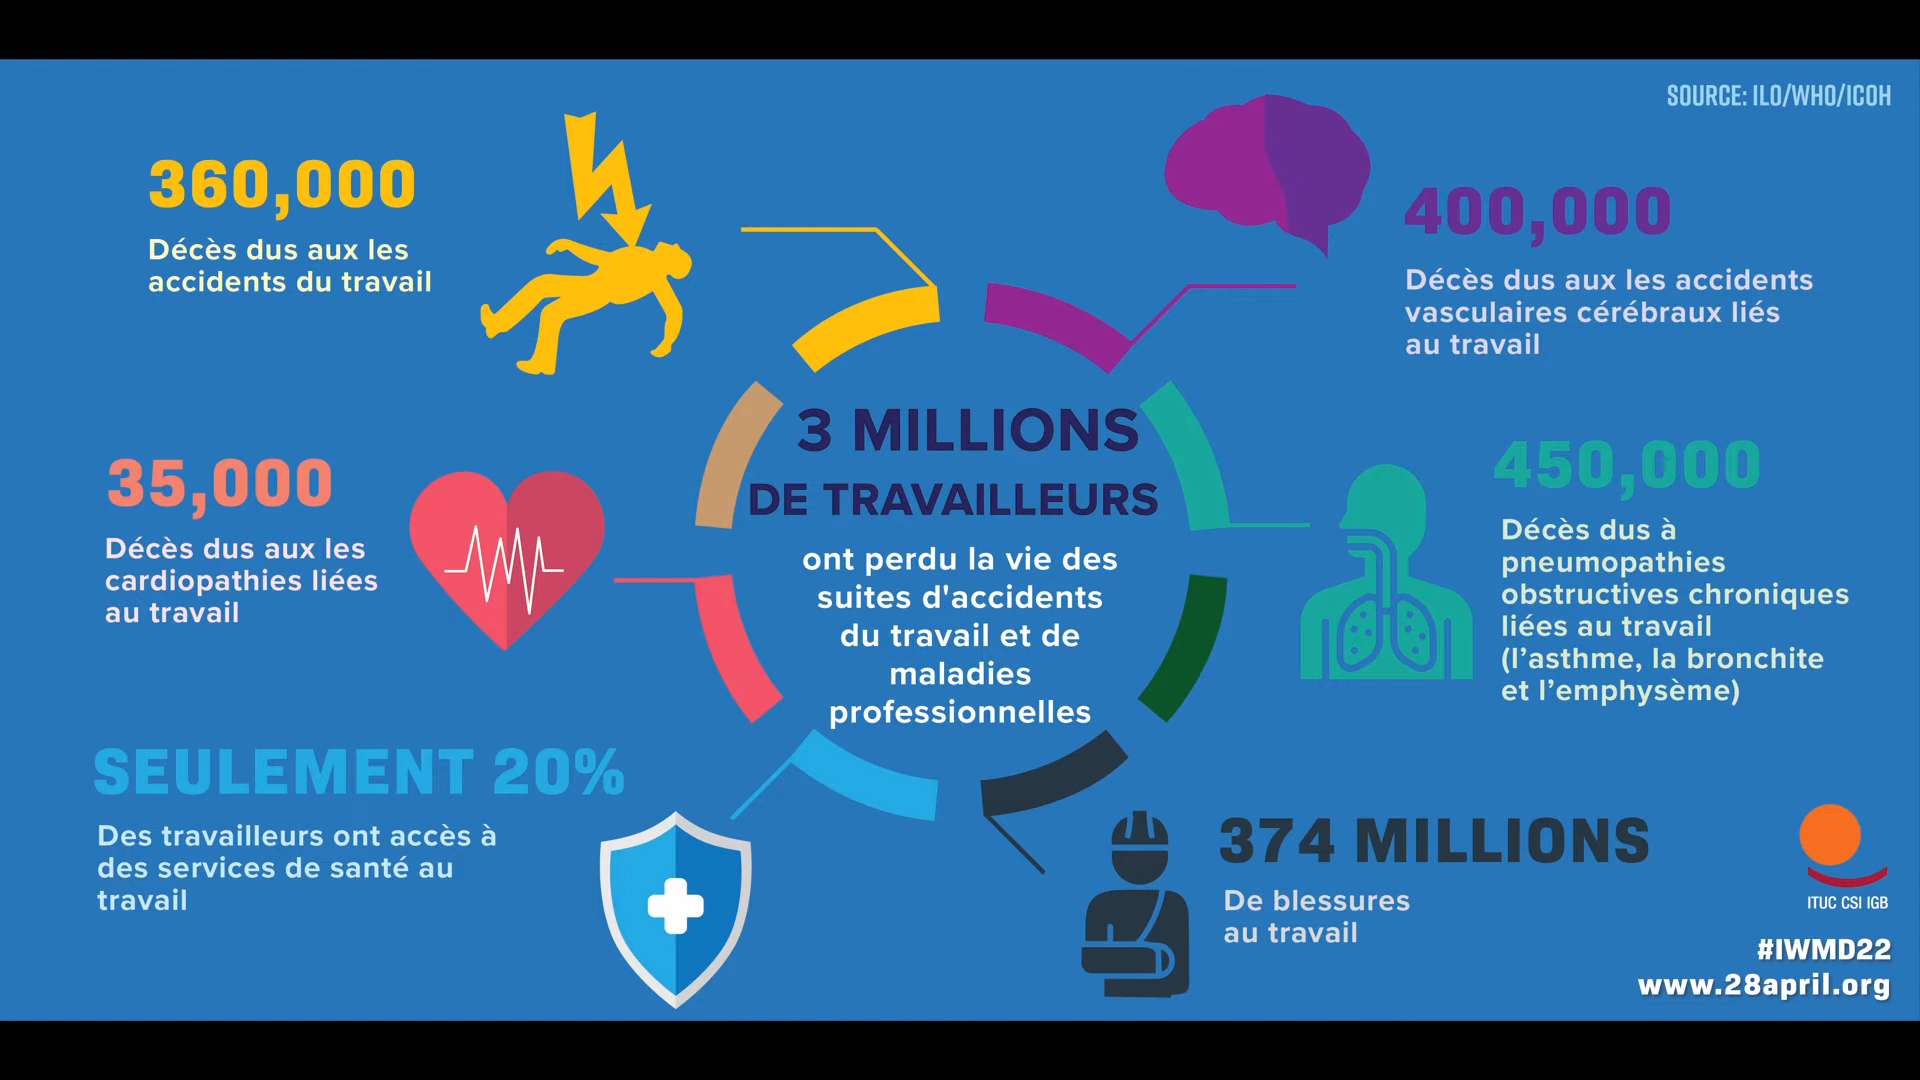 SOURCE: ILO/WHO/ICOH
360,000
Décès dus aux les
accidents du travail
400,000
Décès dus aux les accidents
vasculaires cérébraux liés
au travail
3 MILLIONS
DE TRAVAILLEURS
ont perdu la vie des
suites d'accidents
du travail et de
maladies
professionnelles
35,000
Décès dus aux les
cardiopathies liées
au travail
450,000
Décès dus à
pneumopathies
obstructives chroniques
liées au travail
(l’asthme, la bronchite
et l’emphysème)
SEULEMENT 20%
Des travailleurs ont accès à
des services de santé au
travail
374 MILLIONS
De blessures
au travail
ITUC CSI IGB
#IWMD22
www.28april.org